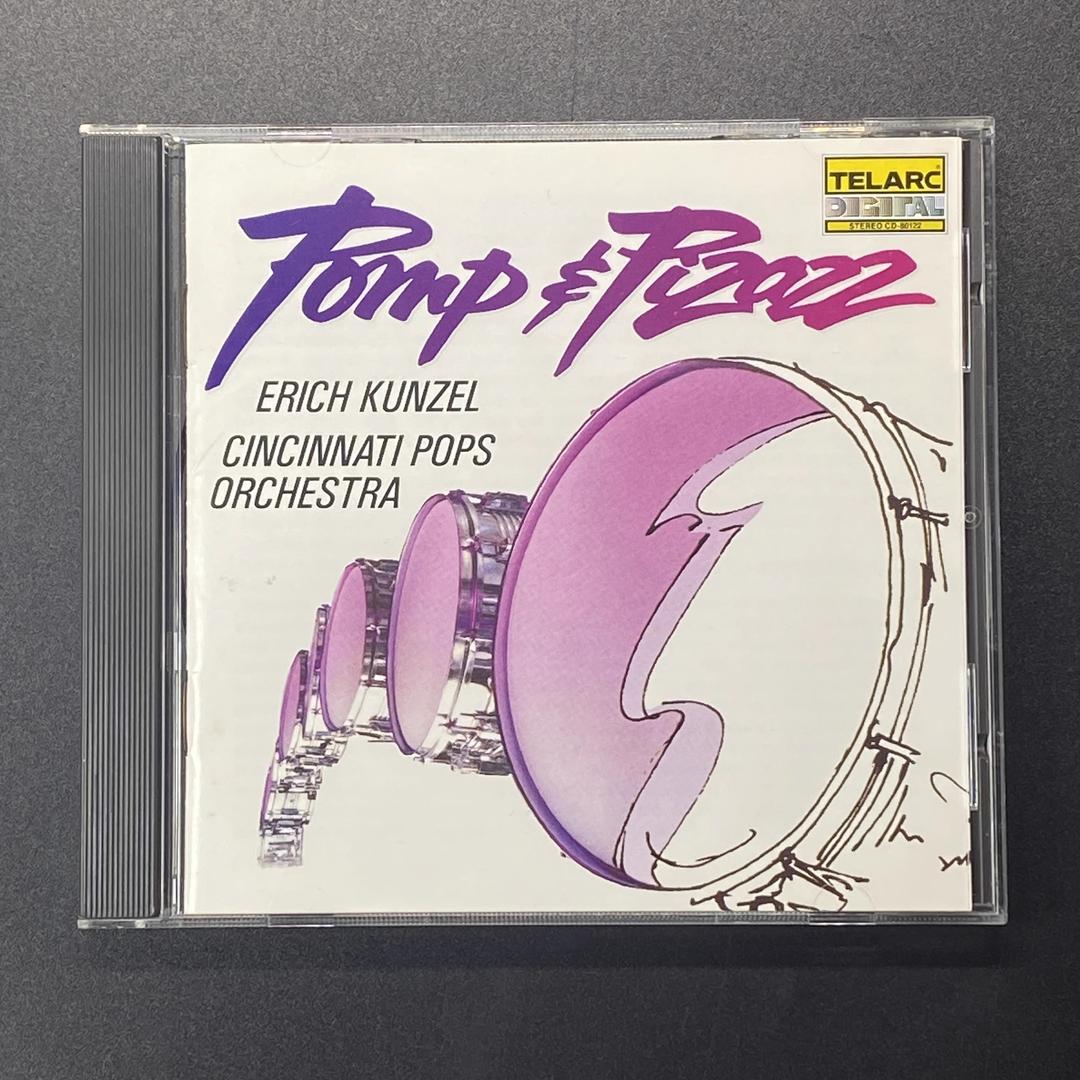 TELARC
DIGITAL
STEREO CD-80122
Pomp & Pizazz
ERICH KUNZEL
CINCINNATI POPS
ORCHESTRA